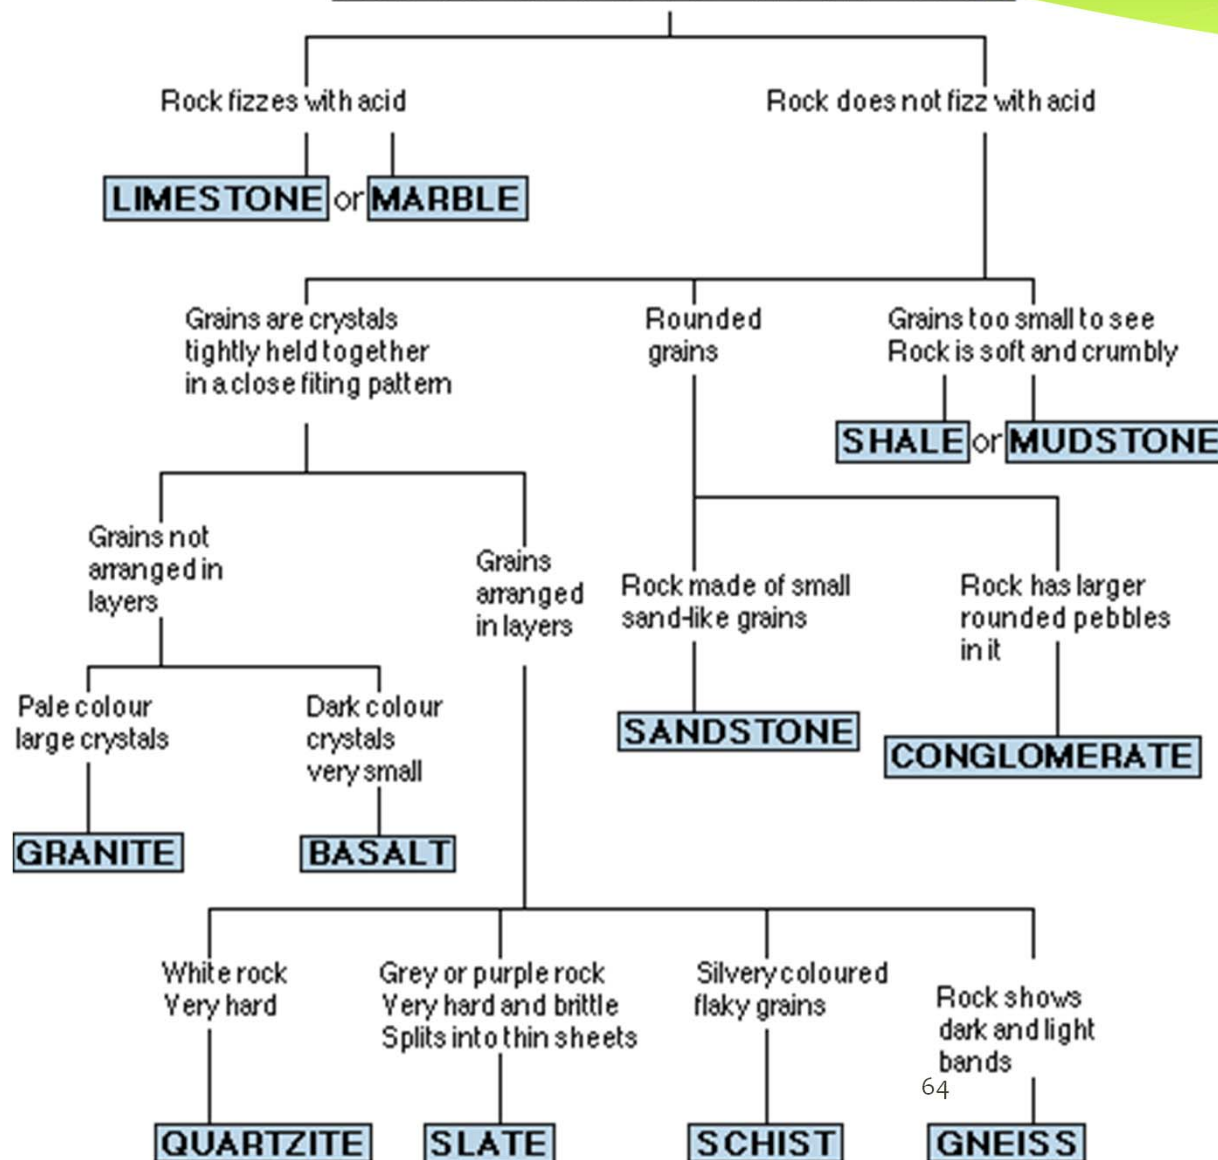 Rock fizzes with acid
Rock does not fizz with acid
LIMESTONE or MARBLE
Grains are crystals
tightly held together
in a close fiting pattern
Rounded
grains
Grains too small to see
Rock is soft and crumbly
SHALE or MUDSTONE
Grains not
arranged in
layers
Grains
arranged
in layers
Rock made of small
sand-like grains
Rock has larger
rounded pebbles
in it
Pale colour
large crystals
Dark colour
crystals
very small
SANDSTONE
CONGLOMERATE
GRANITE
BASALT
White rock
Very hard
Grey or purple rock
Very hard and brittle
Splits into thin sheets
Silvery coloured
flaky grains
Rock shows
dark and light
bands
64
QUARTZITE
SLATE
SCHIST
GNEISS